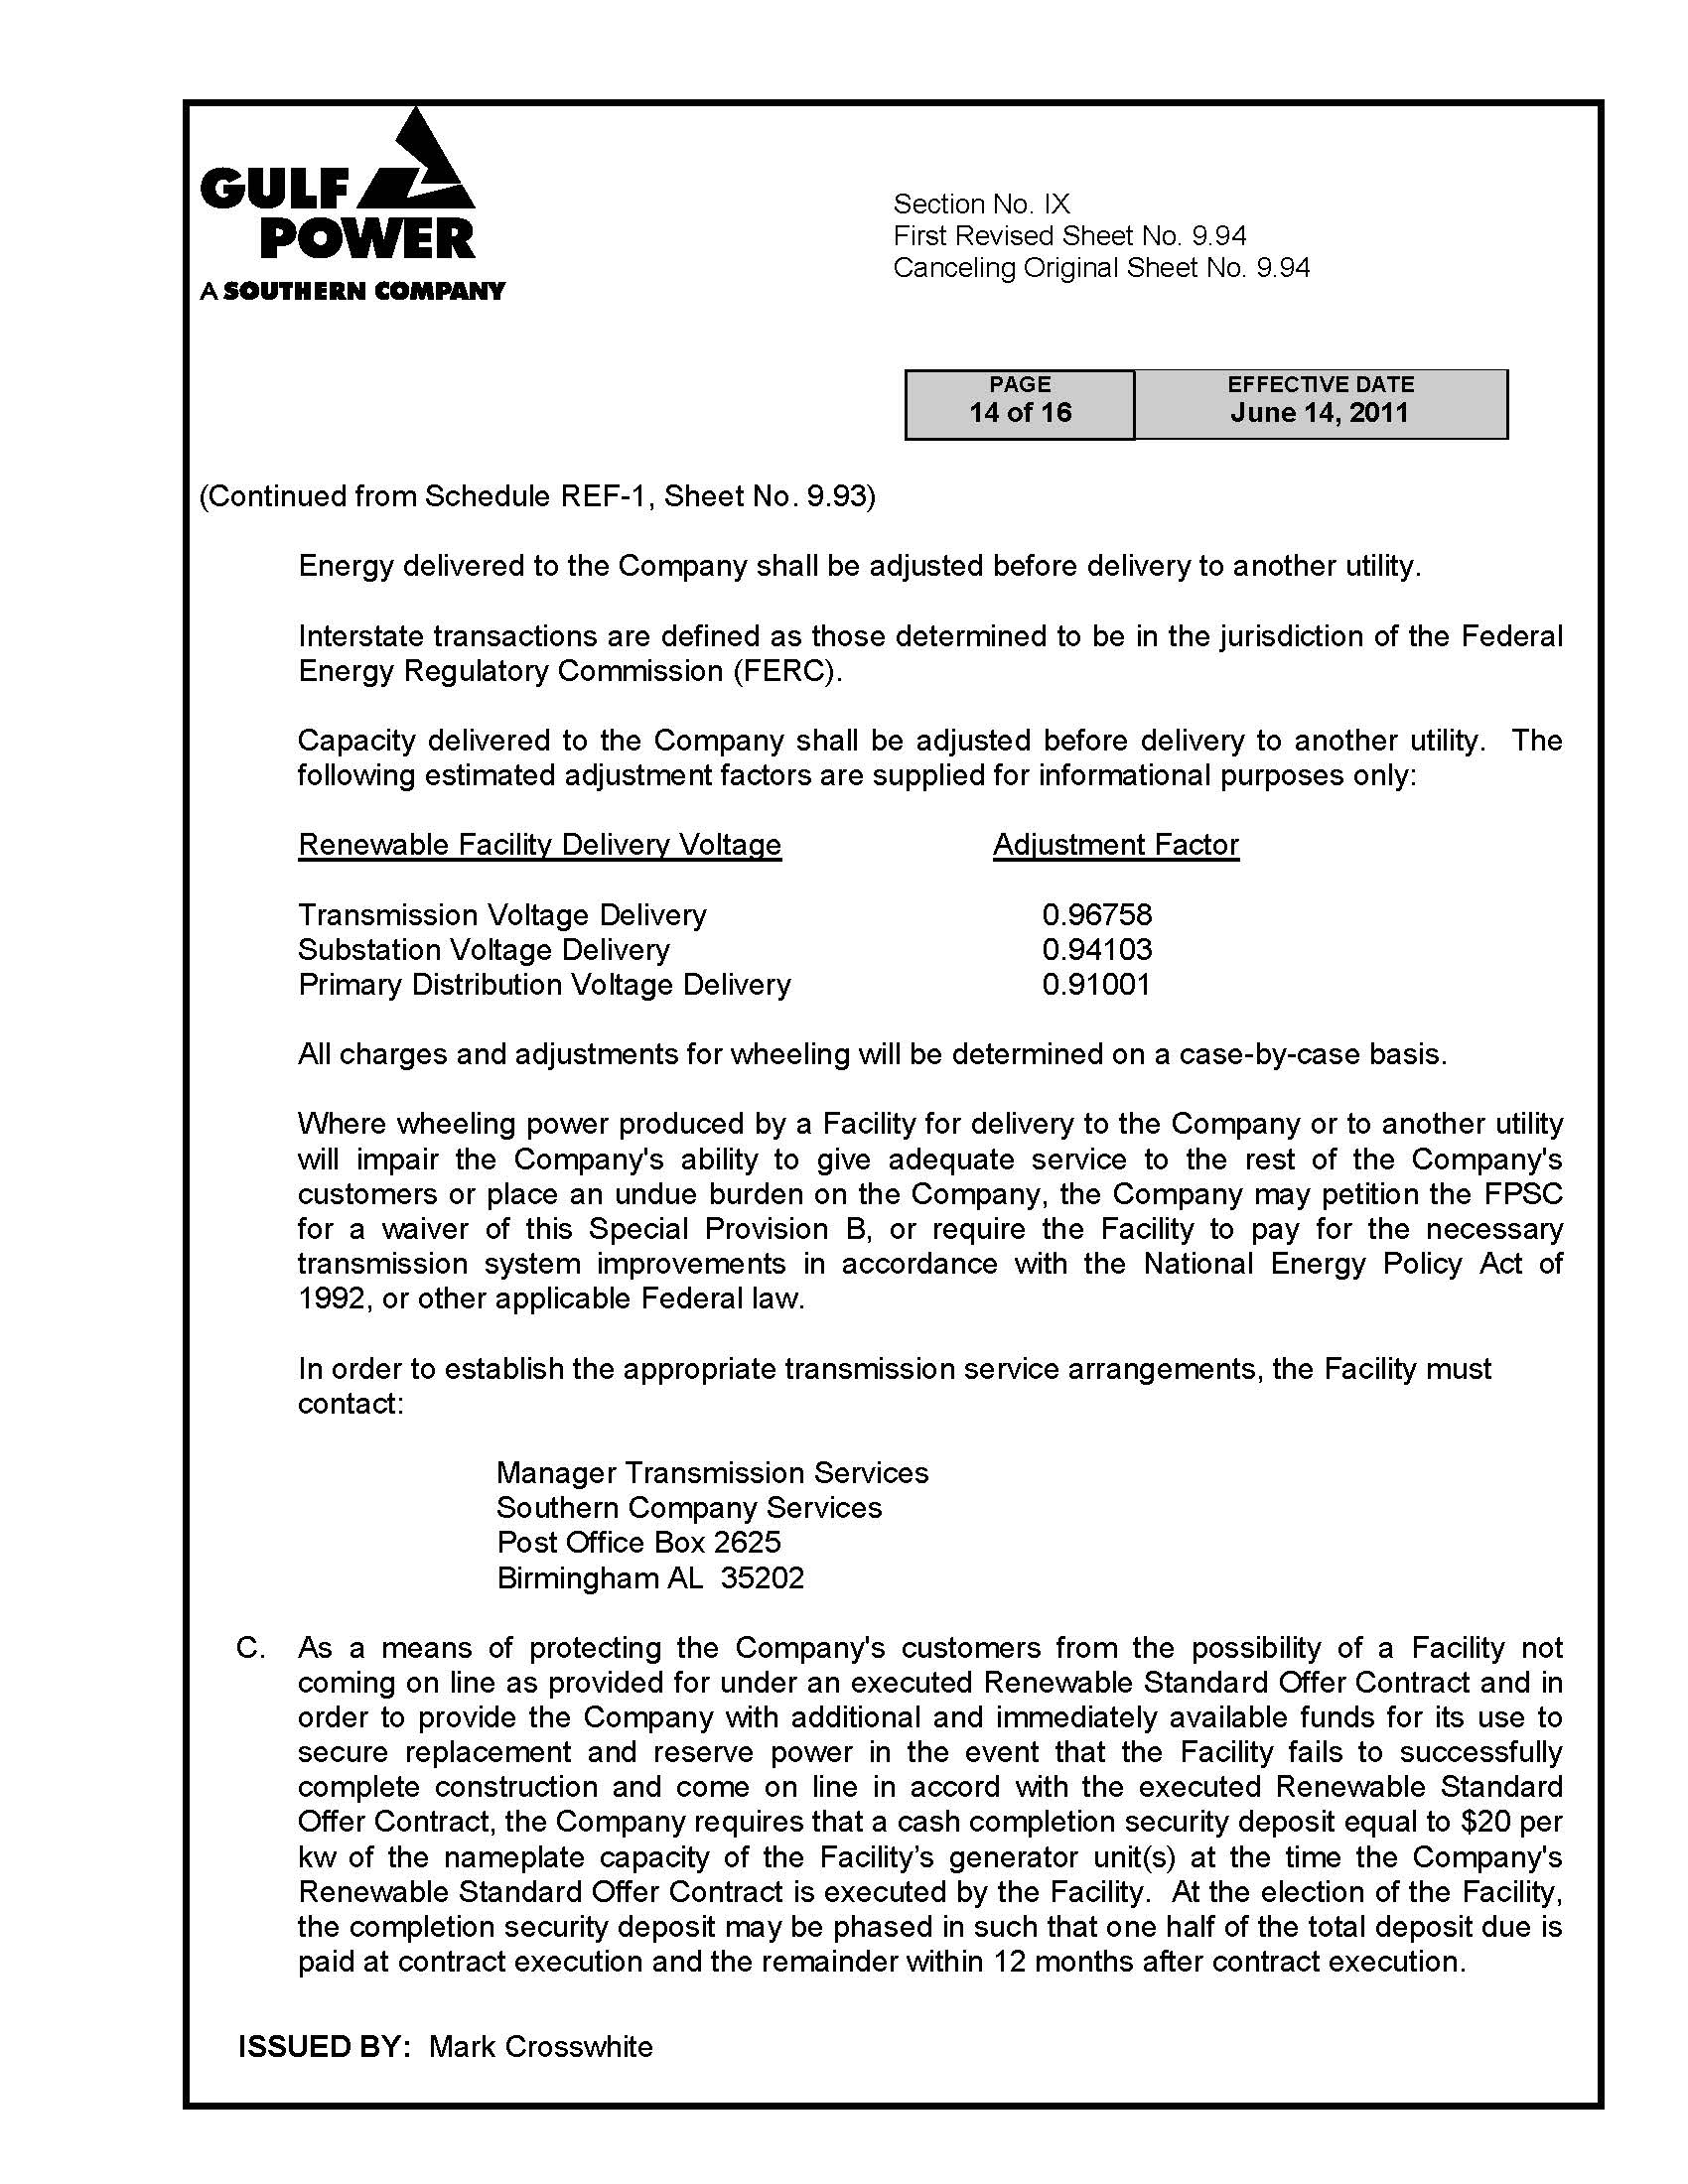 GULF
POWER
A SOUTHERN COMPANY
Section No. IX
First Revised Sheet No. 9.94
Canceling Original Sheet No. 9.94
PAGE
14 of 16
EFFECTIVE DATE
June 14, 2011
(Continued from Schedule REF-1, Sheet No. 9.93)
Energy delivered to the Company shall be adjusted before delivery to another utility.
Interstate transactions are defined as those determined to be in the jurisdiction of the Federal
Energy Regulatory Commission (FERC).
Capacity delivered to the Company shall be adjusted before delivery to another utility.  The
following estimated adjustment factors are supplied for informational purposes only:
Renewable Facility Delivery Voltage Adjustment Factor
Transmission Voltage Delivery 0.96758
Substation Voltage Delivery 0.94103
Primary Distribution Voltage Delivery 0.91001
All charges and adjustments for wheeling will be determined on a case-by-case basis.
Where wheeling power produced by a Facility for delivery to the Company or to another utility
will impair the Company's ability to give adequate service to the rest of the Company's
customers or place an undue burden on the Company, the Company may petition the FPSC
for a waiver of this Special Provision B, or require the Facility to pay for the necessary
transmission system improvements in accordance with the National Energy Policy Act of
1992, or other applicable Federal law.
In order to establish the appropriate transmission service arrangements, the Facility must
contact:
Manager Transmission Services
Southern Company Services
Post Office Box 2625
Birmingham AL  35202
C. As a means of protecting the Company's customers from the possibility of a Facility not
coming on line as provided for under an executed Renewable Standard Offer Contract and in
order to provide the Company with additional and immediately available funds for its use to
secure replacement and reserve power in the event that the Facility fails to successfully
complete construction and come on line in accord with the executed Renewable Standard
Offer Contract, the Company requires that a cash completion security deposit equal to $20 per
kw of the nameplate capacity of the Facility’s generator unit(s) at the time the Company's
Renewable Standard Offer Contract is executed by the Facility.  At the election of the Facility,
the completion security deposit may be phased in such that one half of the total deposit due is
paid at contract execution and the remainder within 12 months after contract execution.
ISSUED BY:  Mark Crosswhite